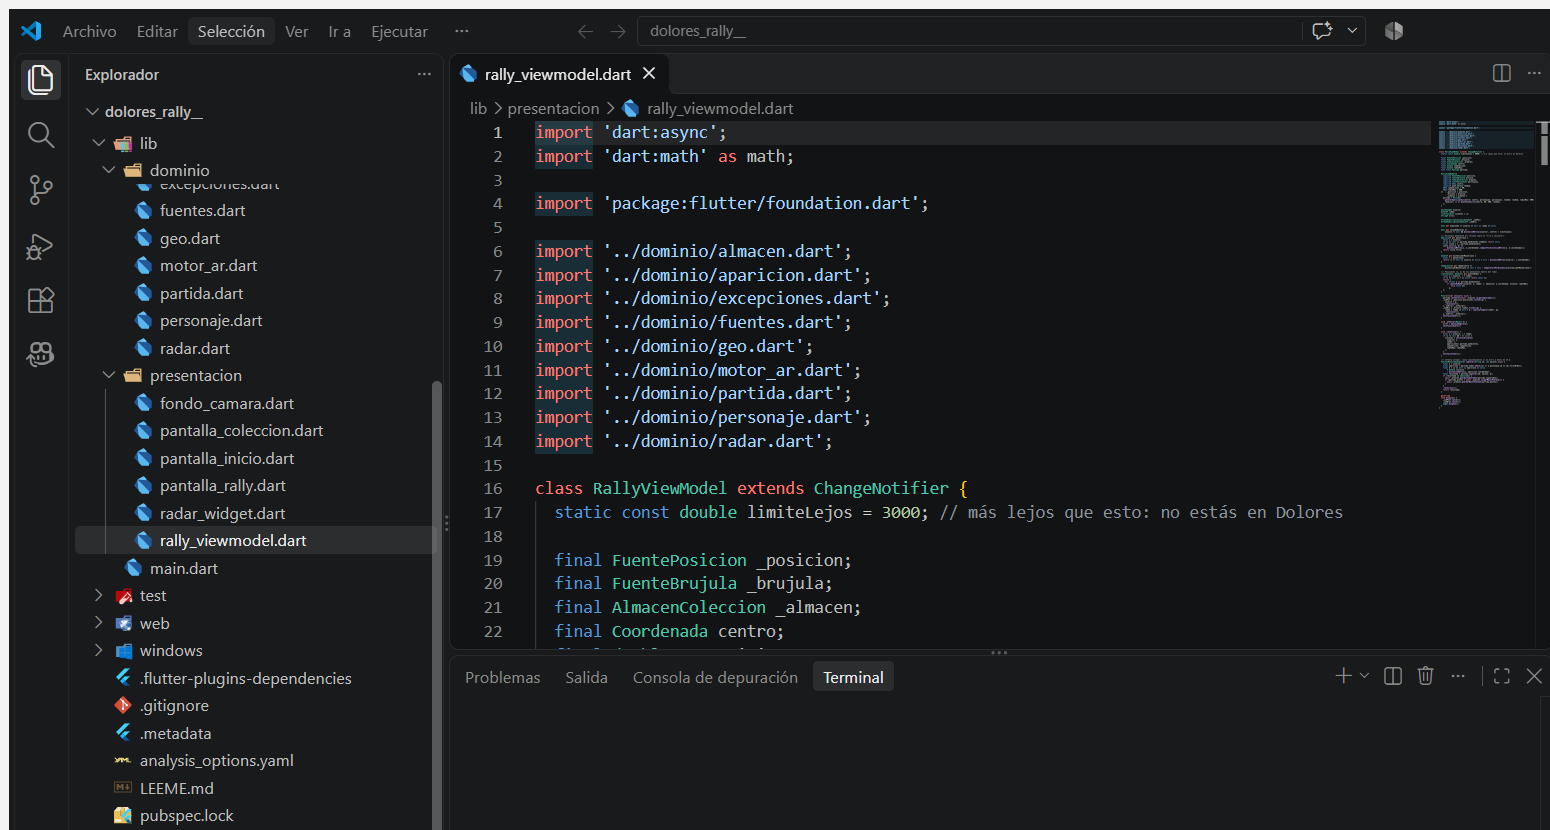 Archivo Editar Selección Ver Ir a Ejecutar ··· dolores_rally__
Explorador ···
dolores_rally__
lib
dominio
excepciones.dart
fuentes.dart
geo.dart
motor_ar.dart
partida.dart
personaje.dart
radar.dart
presentacion
fondo_camara.dart
pantalla_coleccion.dart
pantalla_inicio.dart
pantalla_rally.dart
radar_widget.dart
rally_viewmodel.dart
main.dart
test
web
windows
.flutter-plugins-dependencies
.gitignore
.metadata
analysis_options.yaml
LEEME.md
pubspec.lock
rally_viewmodel.dart
lib > presentacion > rally_viewmodel.dart
1 import 'dart:async';
2 import 'dart:math' as math;
3
4 import 'package:flutter/foundation.dart';
5
6 import '../dominio/almacen.dart';
7 import '../dominio/aparicion.dart';
8 import '../dominio/excepciones.dart';
9 import '../dominio/fuentes.dart';
10 import '../dominio/geo.dart';
11 import '../dominio/motor_ar.dart';
12 import '../dominio/partida.dart';
13 import '../dominio/personaje.dart';
14 import '../dominio/radar.dart';
15
16 class RallyViewModel extends ChangeNotifier {
17 static const double limiteLejos = 3000; // más lejos que esto: no estás en Dolores
18
19 final FuentePosicion _posicion;
20 final FuenteBrujula _brujula;
21 final AlmacenColeccion _almacen;
22 final Coordenada centro;
Problemas Salida Consola de depuración Terminal